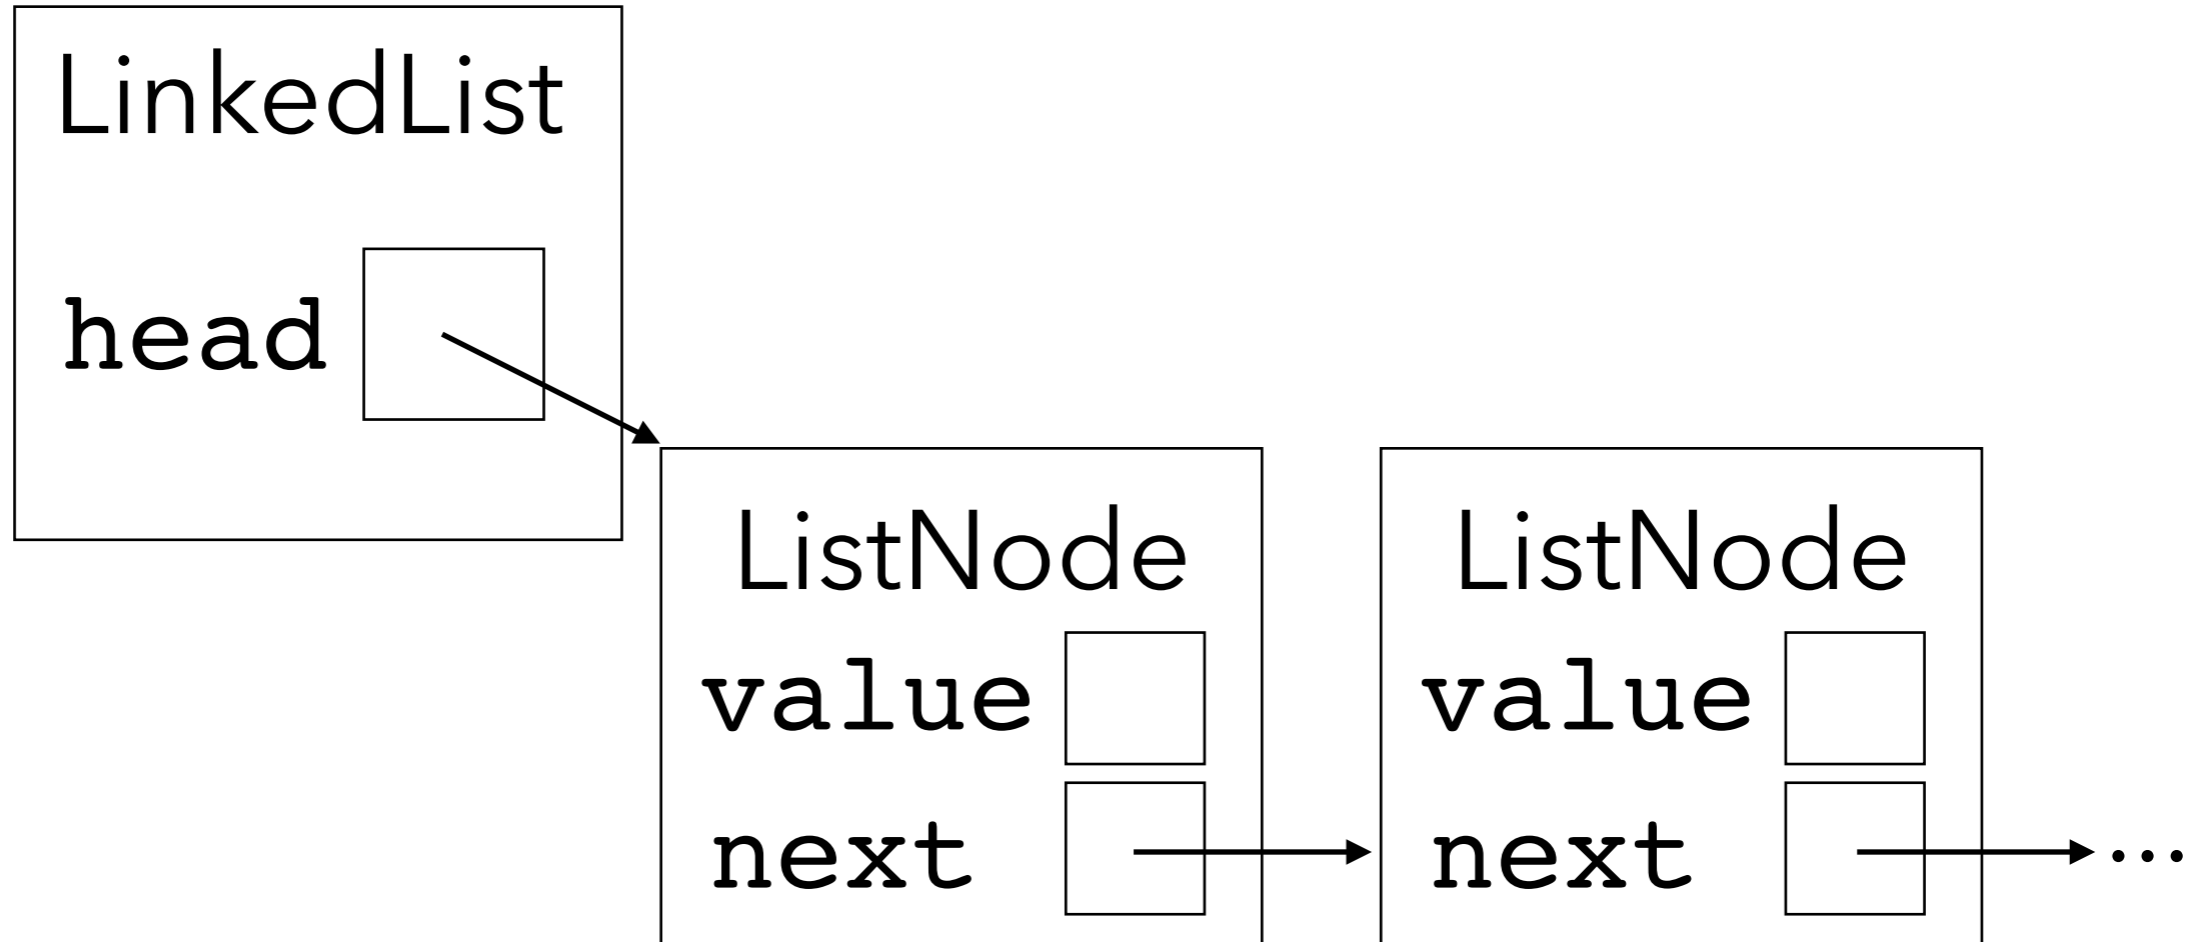 LinkedList
head
ListNode
value
next
ListNode
value
next
...